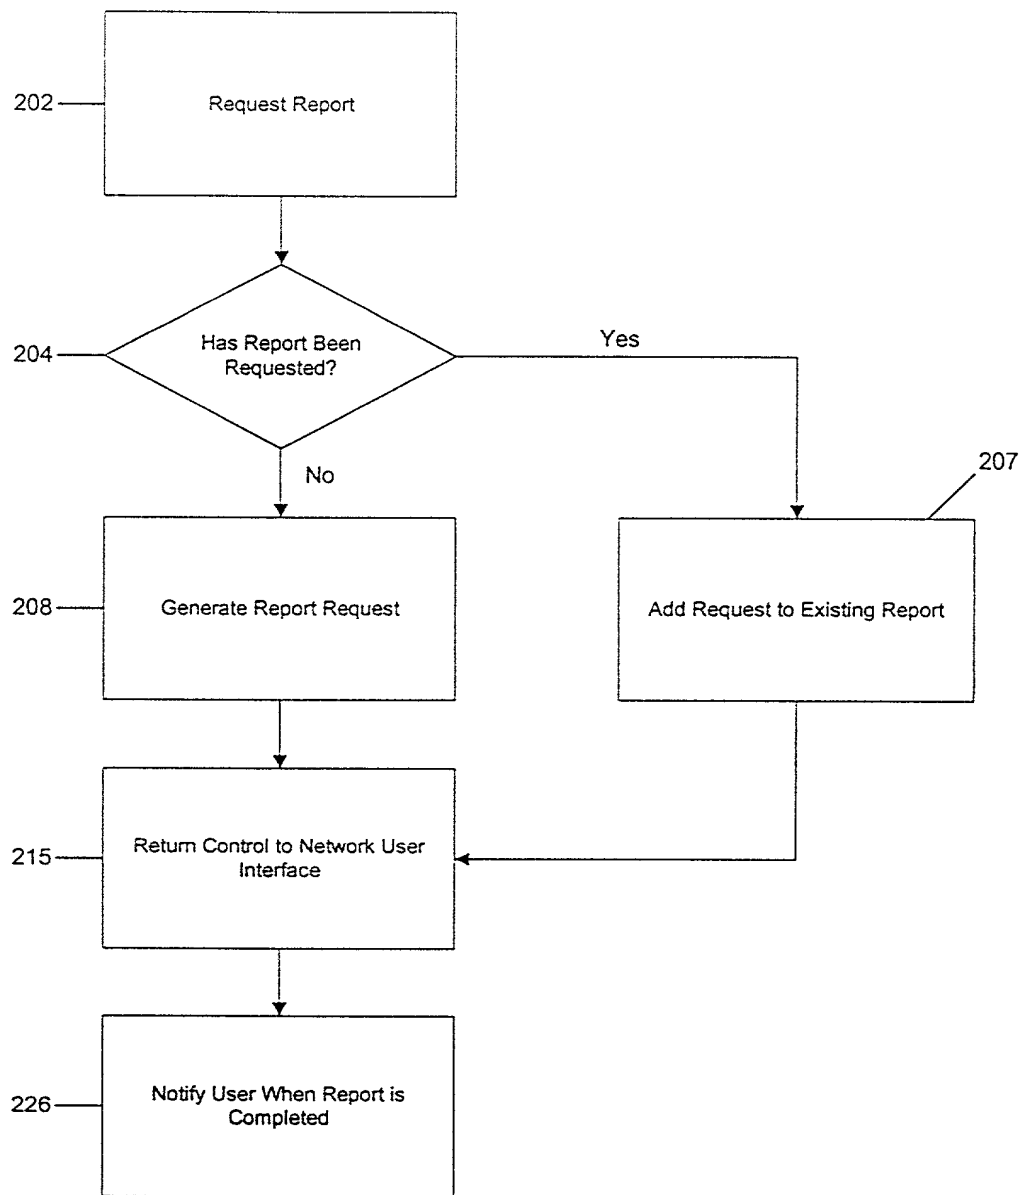 202
Request Report
204
Has Report Been
Requested?
Yes
No
207
208
Generate Report Request
Add Request to Existing Report
215
Return Control to Network User
Interface
226
Notify User When Report is
Completed